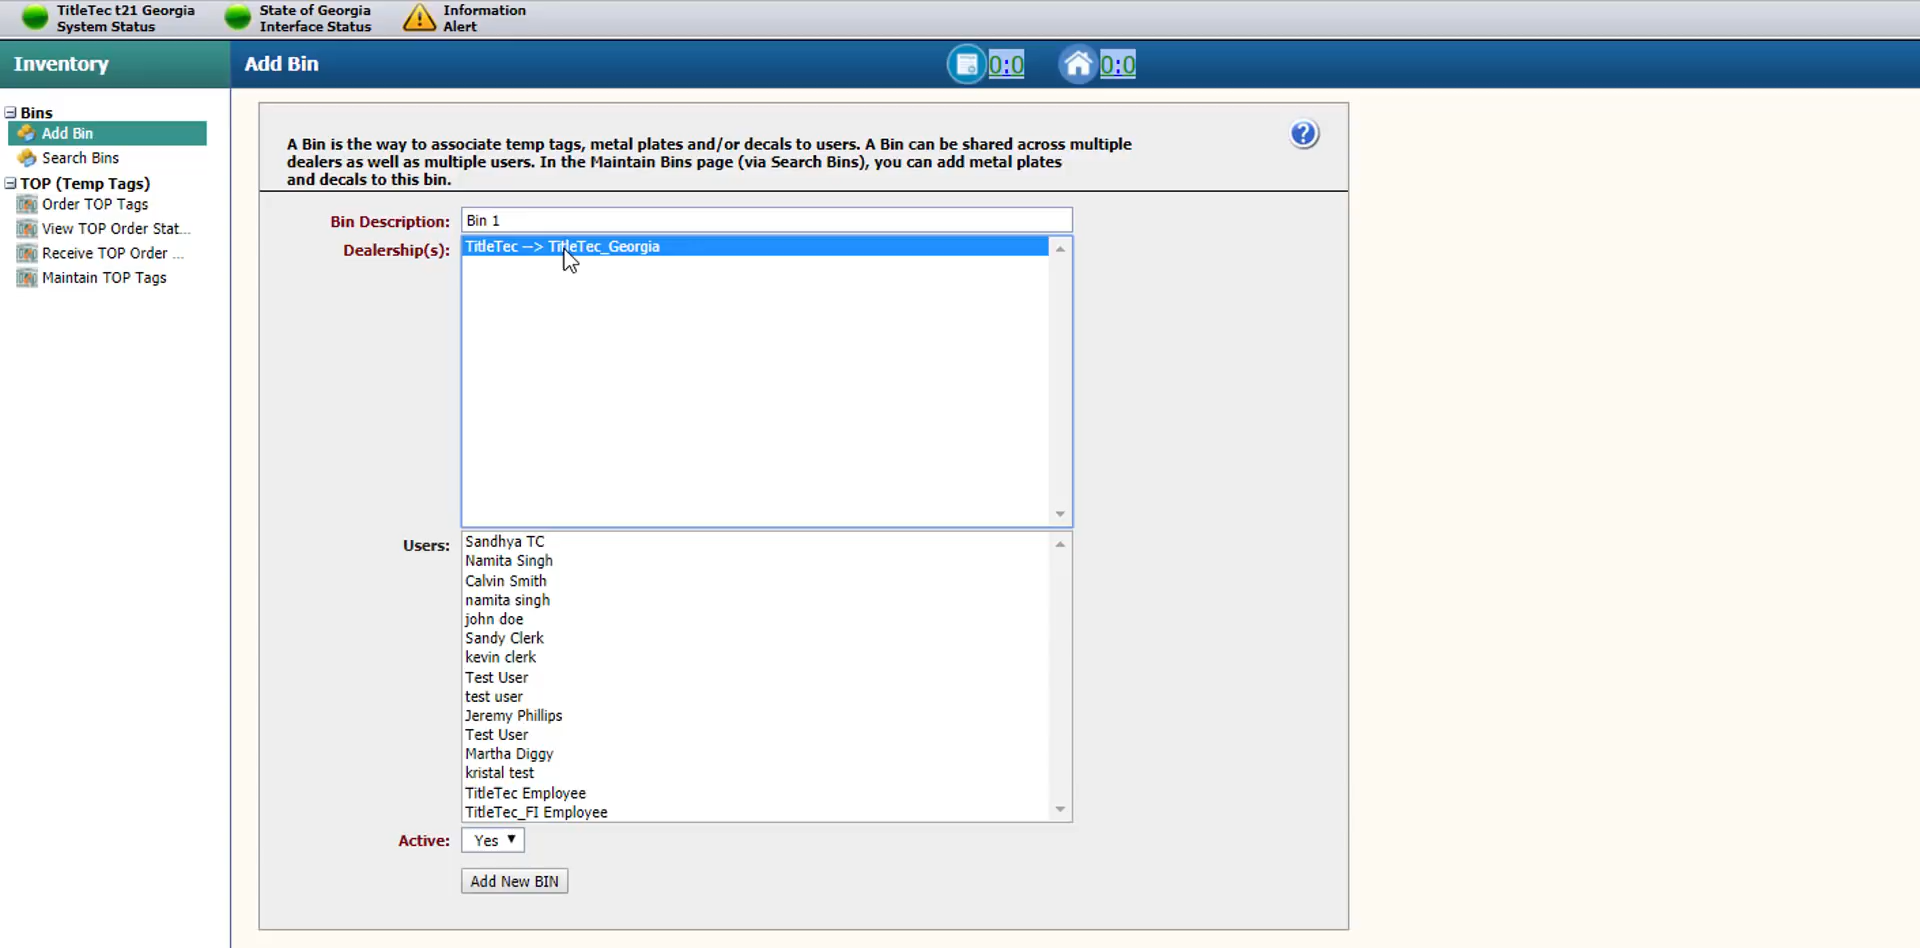 TitleTec t21 Georgia
System Status
State of Georgia
Interface Status
Information
Alert
Inventory
Add Bin
0:0
0:0
Bins
Add Bin
Search Bins
TOP (Temp Tags)
Order TOP Tags
View TOP Order Stat...
Receive TOP Order ...
Maintain TOP Tags
A Bin is the way to associate temp tags, metal plates and/or decals to users. A Bin can be shared across multiple
dealers as well as multiple users. In the Maintain Bins page (via Search Bins), you can add metal plates
and decals to this bin.
?
Bin Description: Bin 1
Dealership(s): TitleTec --> TitleTec_Georgia
Users: Sandhya TC
Namita Singh
Calvin Smith
namita singh
john doe
Sandy Clerk
kevin clerk
Test User
test user
Jeremy Phillips
Test User
Martha Diggy
kristal test
TitleTec Employee
TitleTec_FI Employee
Active: Yes
Add New BIN